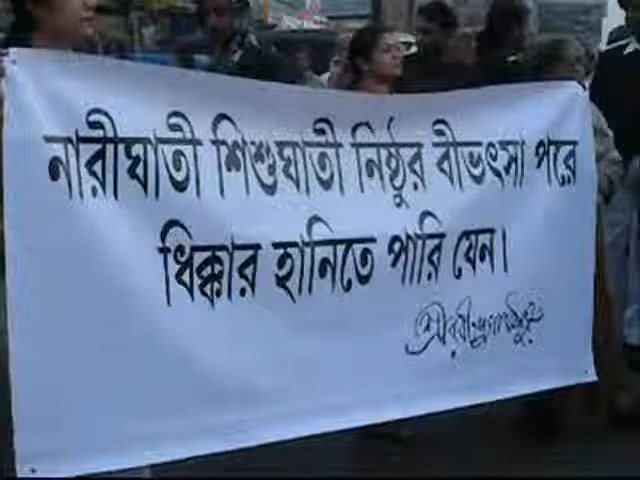 নারীঘাতী শিশুঘাতী নিষ্ঠুর বীভৎসা পরে
ধিক্কার হানিতে পারি যেন।
শ্রীরবীন্দ্রনাথ ঠাকুর